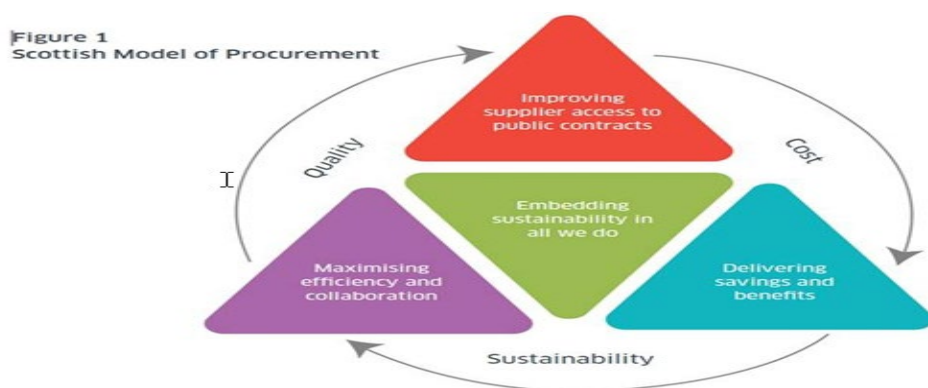 Figure 1
Scottish Model of Procurement
Improving
supplier access to
public contracts
Quality
Cost
Embedding
sustainability in
all we do
Maximising
efficiency and
collaboration
Delivering
savings and
benefits
Sustainability